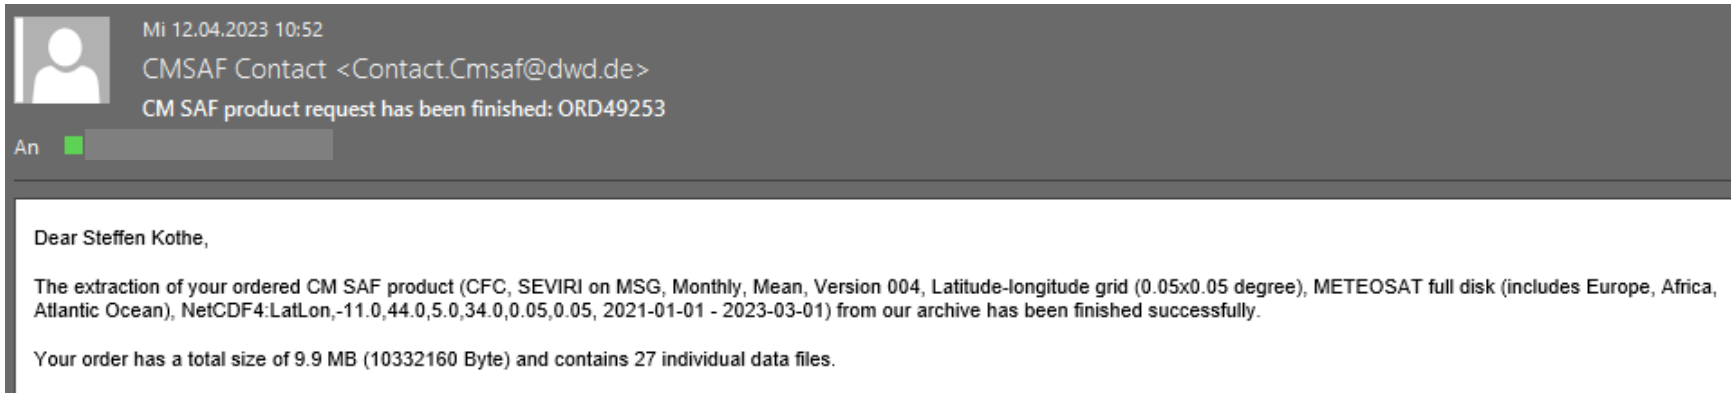 Mi 12.04.2023 10:52
CMSAF Contact <Contact.Cmsaf@dwd.de>
CM SAF product request has been finished: ORD49253
An
Dear Steffen Kothe,
The extraction of your ordered CM SAF product (CFC, SEVIRI on MSG, Monthly, Mean, Version 004, Latitude-longitude grid (0.05x0.05 degree), METEOSAT full disk (includes Europe, Africa,
Atlantic Ocean), NetCDF4:LatLon,-11.0,44.0,5.0,34.0,0.05,0.05, 2021-01-01 - 2023-03-01) from our archive has been finished successfully.
Your order has a total size of 9.9 MB (10332160 Byte) and contains 27 individual data files.